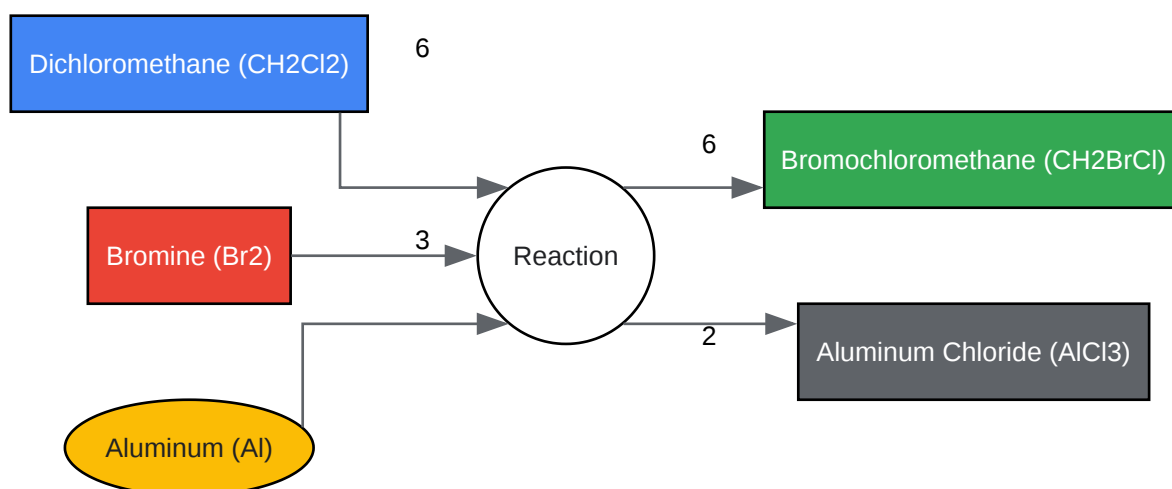 Dichloromethane (CH2Cl2)
6
6
Bromochloromethane (CH2BrCl)
Bromine (Br2)
3
Reaction
2
Aluminum Chloride (AlCl3)
Aluminum (Al)